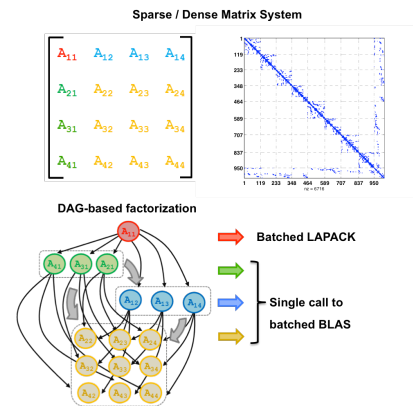 Sparse / Dense Matrix System
A11 A12 A13 A14
A21 A22 A23 A24
A31 A32 A33 A34
A41 A42 A43 A44
1
119
233
348
464
487
589
707
837
950
1 119 233 348 464 487 589 707 837 950
nz = 6716
DAG-based factorization
A11
A41 A31 A21
A12 A13 A14
A22 A23 A24
A32 A33 A34
A42 A43 A44
Batched LAPACK
Single call to
batched BLAS